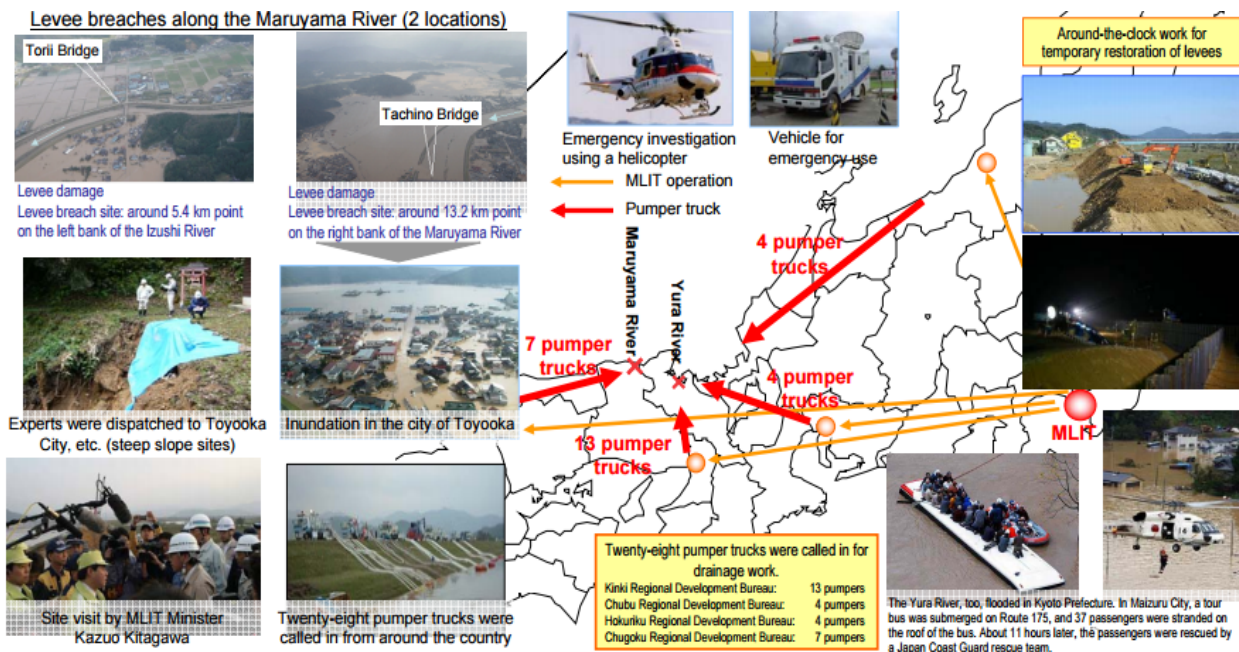 Levee breaches along the Maruyama River (2 locations)
Torii Bridge
Tachino Bridge
Levee damage
Levee breach site: around 5.4 km point
on the left bank of the Izushi River
Levee damage
Levee breach site: around 13.2 km point
on the right bank of the Maruyama River
Emergency investigation
using a helicopter
Vehicle for
emergency use
MLIT operation
Pumper truck
Around-the-clock work for
temporary restoration of levees
Maruyama River
Yura River
4 pumper
trucks
7 pumper
trucks
4 pumper
trucks
13 pumper
trucks
MLIT
Experts were dispatched to Toyooka
City, etc. (steep slope sites)
Inundation in the city of Toyooka
Site visit by MLIT Minister
Kazuo Kitagawa
Twenty-eight pumper trucks were
called in from around the country
Twenty-eight pumper trucks were called in for
drainage work.
Kinki Regional Development Bureau: 13 pumpers
Chubu Regional Development Bureau: 4 pumpers
Hokuriku Regional Development Bureau: 4 pumpers
Chugoku Regional Development Bureau: 7 pumpers
The Yura River, too, flooded in Kyoto Prefecture. In Maizuru City, a tour
bus was submerged on Route 175, and 37 passengers were stranded on
the roof of the bus. About 11 hours later, the passengers were rescued by
a Japan Coast Guard rescue team.